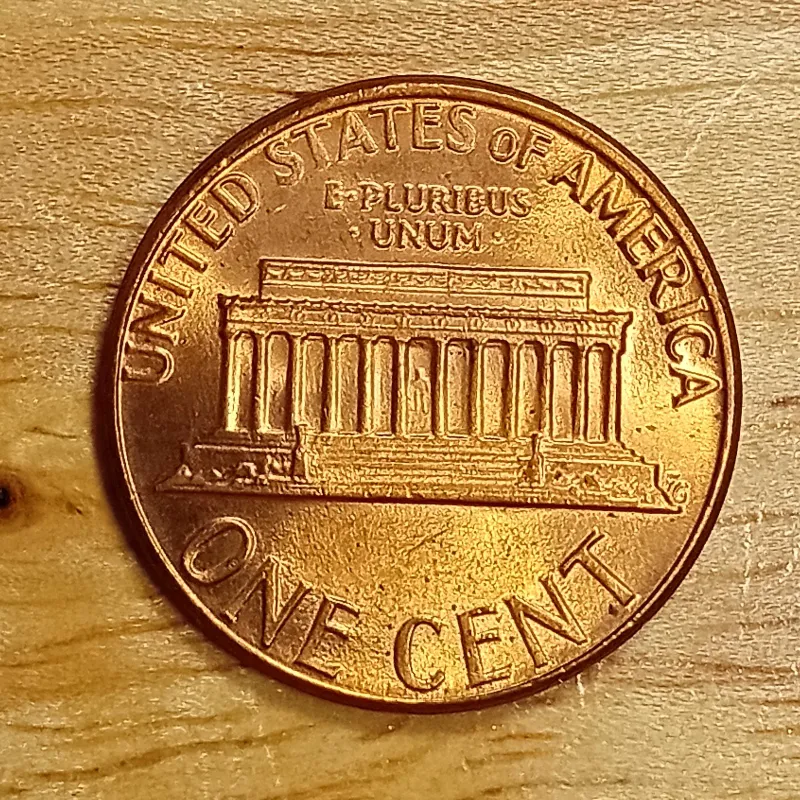 UNITED STATES OF AMERICA
E·PLURIBUS
·UNUM·
ONE CENT